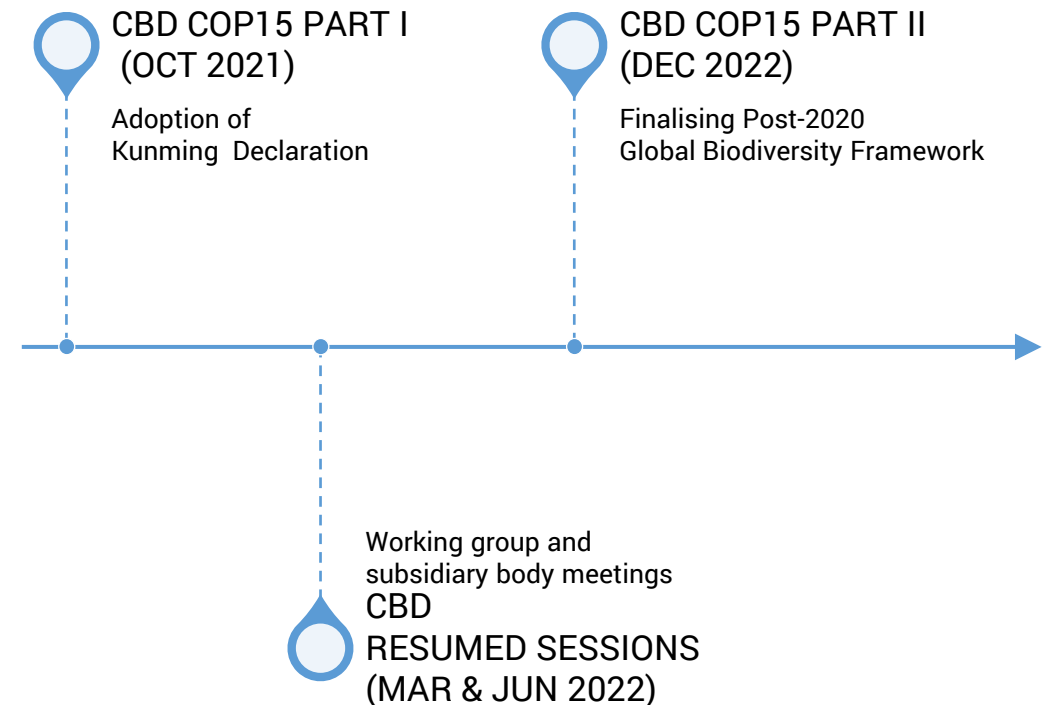 CBD COP15 PART I
(OCT 2021)
Adoption of
Kunming  Declaration
CBD COP15 PART II
(DEC 2022)
Finalising Post-2020
Global Biodiversity Framework
Working group and
subsidiary body meetings
CBD
RESUMED SESSIONS
(MAR & JUN 2022)